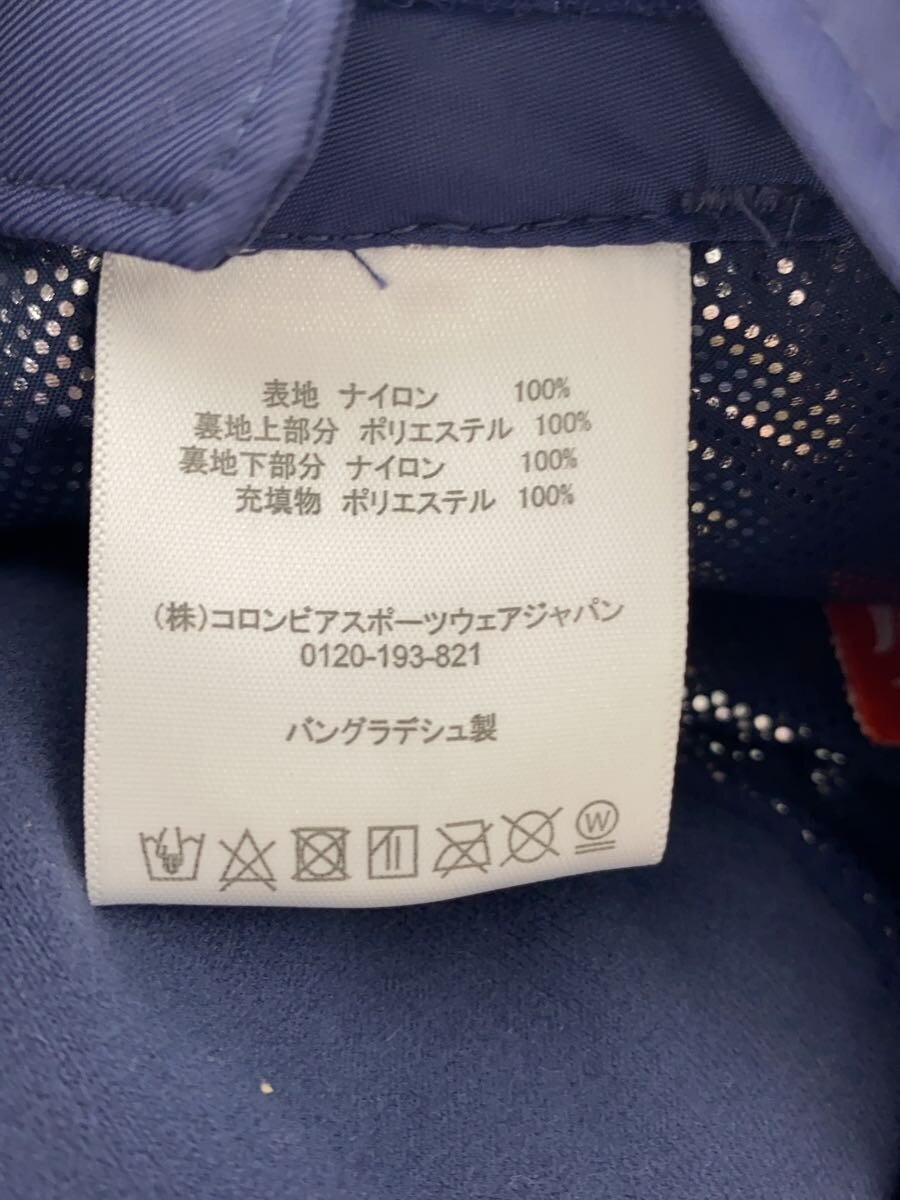 表地 ナイロン 100%
裏地上部分 ポリエステル 100%
裏地下部分 ナイロン 100%
充填物 ポリエステル 100%
(株)コロンビアスポーツウェアジャパン
0120-193-821
バングラデシュ製
W